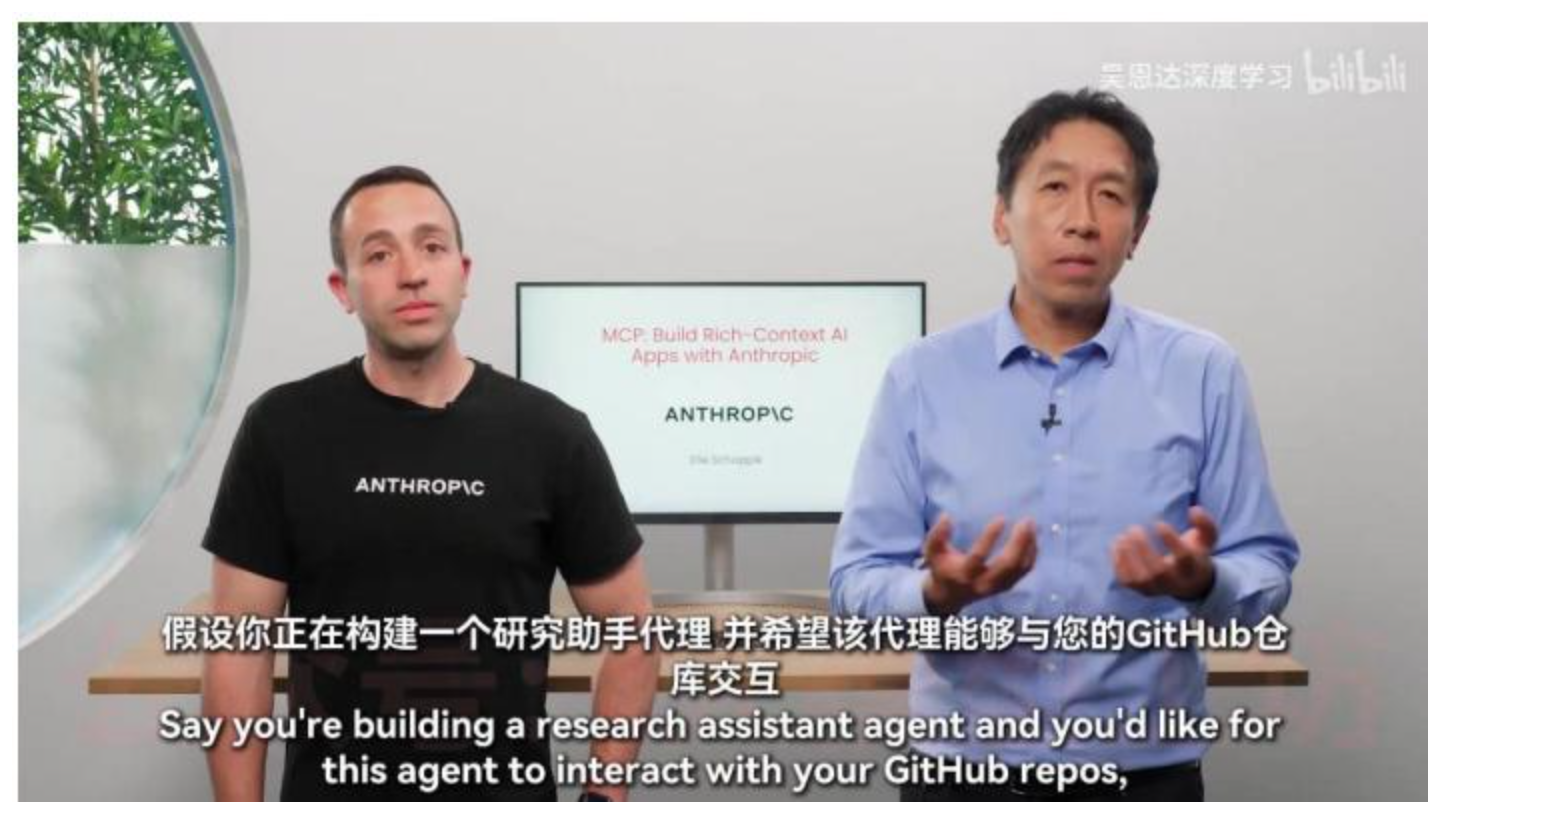 吴恩达深度学习 bilibili
MCP: Build Rich-Context AI
Apps with Anthropic
ANTHROP\C
ANTHROP\C
假设你正在构建一个研究助手代理 并希望该代理能够与您的GitHub仓
库交互
Say you're building a research assistant agent and you'd like for
this agent to interact with your GitHub repos,